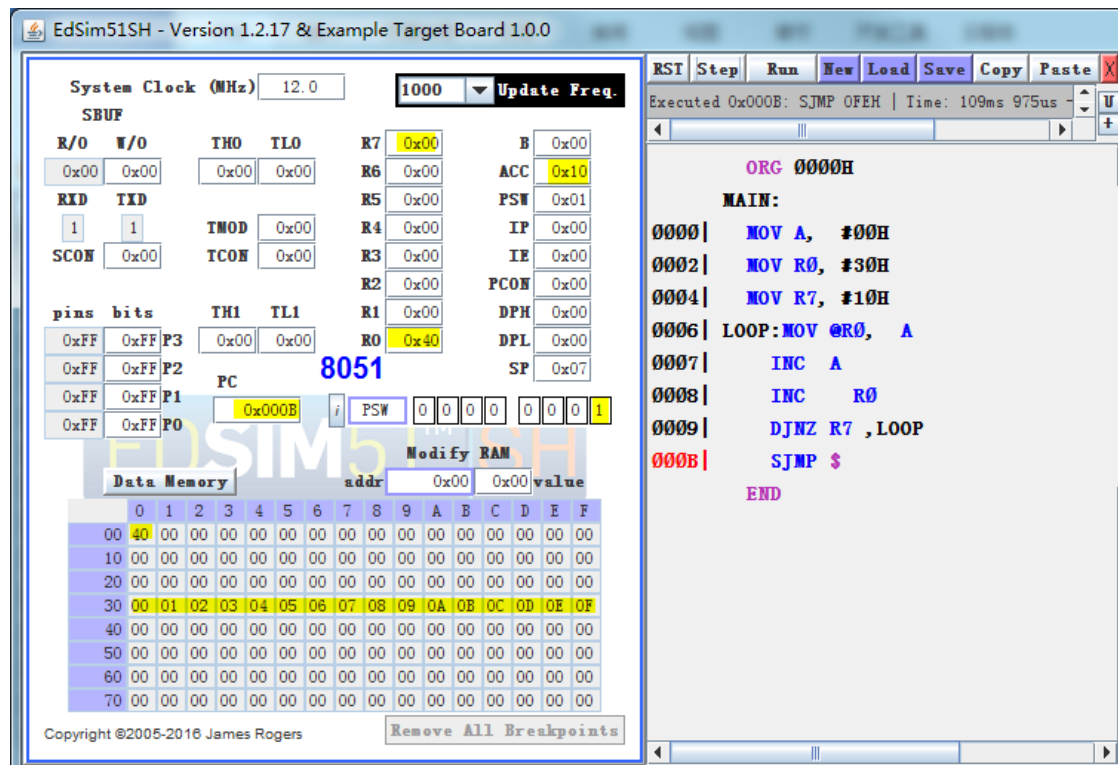 EdSim51SH - Version 1.2.17 & Example Target Board 1.0.0
RST Step Run New Load Save Copy Paste X
System Clock (MHz) 12.0 1000 Update Freq.
Executed 0x000B: SJMP 0FEH | Time: 109ms 975us - U
+
SBUF
R/O W/O TH0 TL0 R7 0x00 B 0x00
0x00 0x00 0x00 0x00 R6 0x00 ACC 0x10
RXD TXD R5 0x00 PSW 0x01
1 1 TMOD 0x00 R4 0x00 IP 0x00
SCON 0x00 TCON 0x00 R3 0x00 IE 0x00
R2 0x00 PCON 0x00
pins bits TH1 TL1 R1 0x00 DPH 0x00
0xFF 0xFF P3 0x00 0x00 R0 0x40 DPL 0x00
0xFF 0xFF P2 8051 SP 0x07
PC
0xFF 0xFF P1 0x000B i PSW 0 0 0 0 0 0 0 1
0xFF 0xFF P0
EDSIM51 TM SH
Modify RAM
Data Memory addr 0x00 0x00 value
0 1 2 3 4 5 6 7 8 9 A B C D E F
00 40 00 00 00 00 00 00 00 00 00 00 00 00 00 00 00
10 00 00 00 00 00 00 00 00 00 00 00 00 00 00 00 00
20 00 00 00 00 00 00 00 00 00 00 00 00 00 00 00 00
30 00 01 02 03 04 05 06 07 08 09 0A 0B 0C 0D 0E 0F
40 00 00 00 00 00 00 00 00 00 00 00 00 00 00 00 00
50 00 00 00 00 00 00 00 00 00 00 00 00 00 00 00 00
60 00 00 00 00 00 00 00 00 00 00 00 00 00 00 00 00
70 00 00 00 00 00 00 00 00 00 00 00 00 00 00 00 00
Copyright ©2005-2016 James Rogers Remove All Breakpoints
ORG 0000H
MAIN:
0000| MOV A, #00H
0002| MOV R0, #30H
0004| MOV R7, #10H
0006| LOOP:MOV @R0, A
0007| INC A
0008| INC R0
0009| DJNZ R7 ,LOOP
000B| SJMP $
END